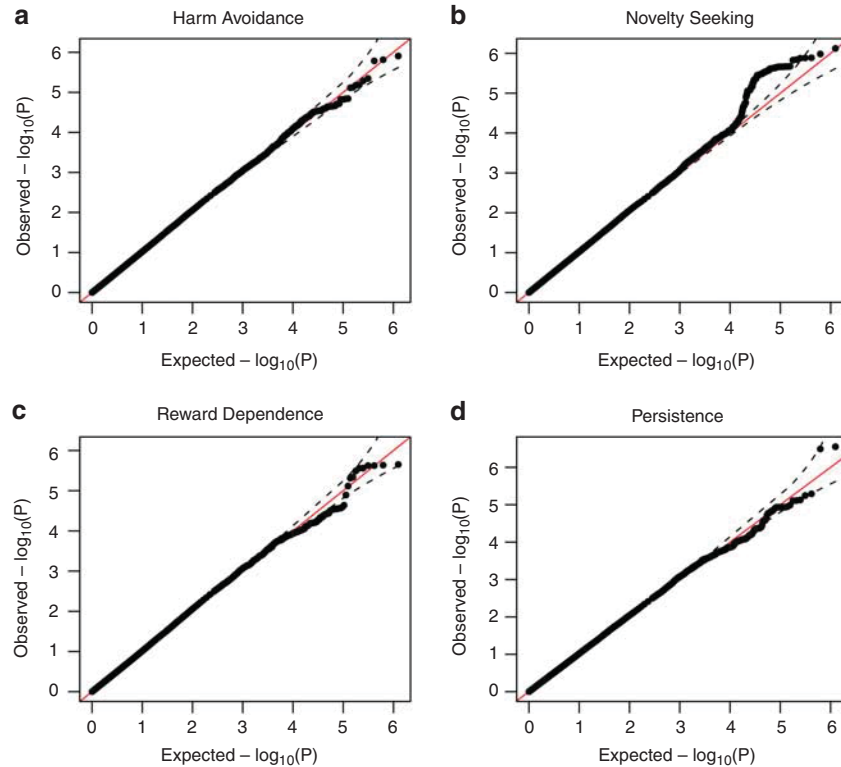 a
Harm Avoidance
6
5
4
3
2
1
0
Observed – log10(P)
0 1 2 3 4 5 6
Expected – log10(P)
b
Novelty Seeking
6
5
4
3
2
1
0
Observed – log10(P)
0 1 2 3 4 5 6
Expected – log10(P)
c
Reward Dependence
6
5
4
3
2
1
0
Observed – log10(P)
0 1 2 3 4 5 6
Expected – log10(P)
d
Persistence
6
5
4
3
2
1
0
Observed – log10(P)
0 1 2 3 4 5 6
Expected – log10(P)